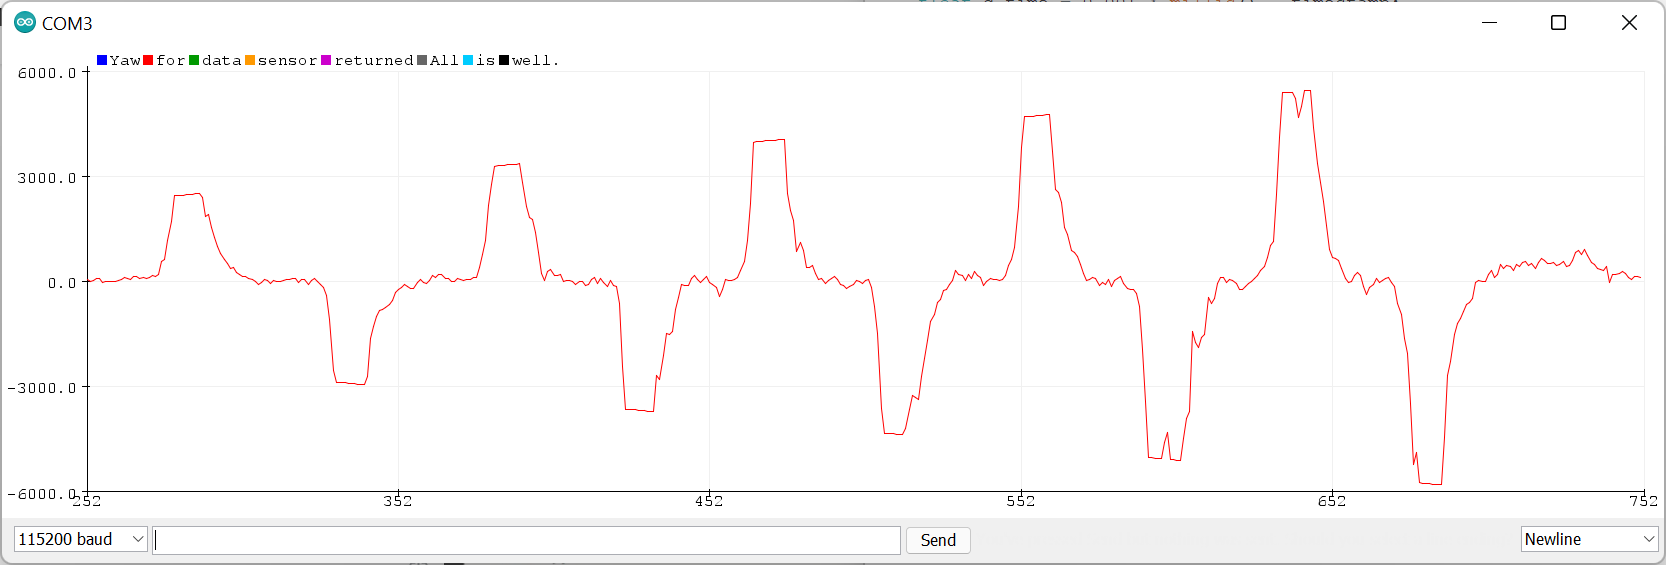 COM3
Yaw for data sensor returned All is well.
6000.0
3000.0
0.0
-3000.0
-6000.0
252 352 452 552 652 752
115200 baud Send Newline